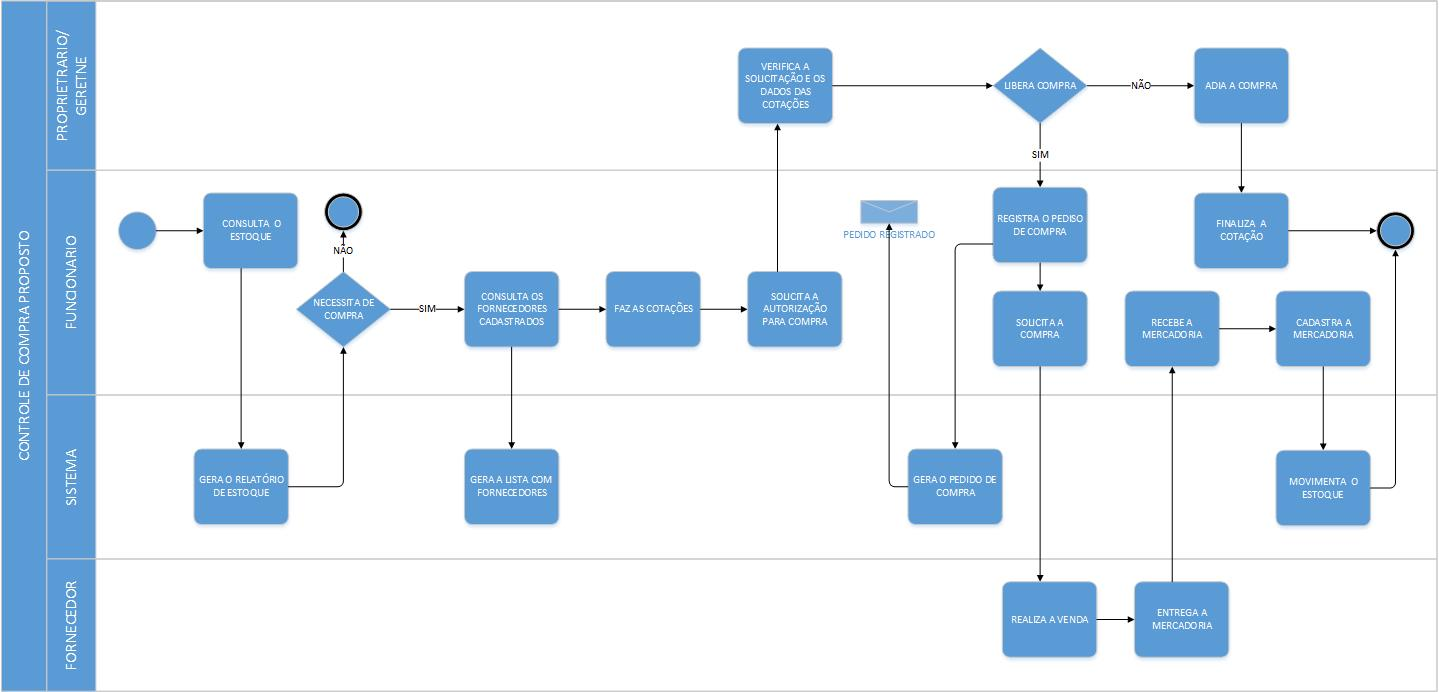 CONTROLE DE COMPRA PROPOSTO
PROPRIETRARIO/
GERETNE
VERIFICA A
SOLICITAÇÃO E OS
DADOS DAS
COTAÇÕES
LIBERA COMPRA
NÃO
ADIA A COMPRA
SIM
FUNCIONARIO
CONSULTA O
ESTOQUE
NÃO
NECESSITA DE
COMPRA
SIM
CONSULTA OS
FORNECEDORES
CADASTRADOS
FAZ AS COTAÇÕES
SOLICITA A
AUTORIZAÇÃO
PARA COMPRA
PEDIDO REGISTRADO
REGISTRA O PEDISO
DE COMPRA
SOLICITA A
COMPRA
FINALIZA A
COTAÇÃO
RECEBE A
MERCADORIA
CADASTRA A
MERCADORIA
SISTEMA
GERA O RELATÓRIO
DE ESTOQUE
GERA A LISTA COM
FORNECEDORES
GERA O PEDIDO DE
COMPRA
MOVIMENTA O
ESTOQUE
FORNECEDOR
REALIZA A VENDA
ENTREGA A
MERCADORIA